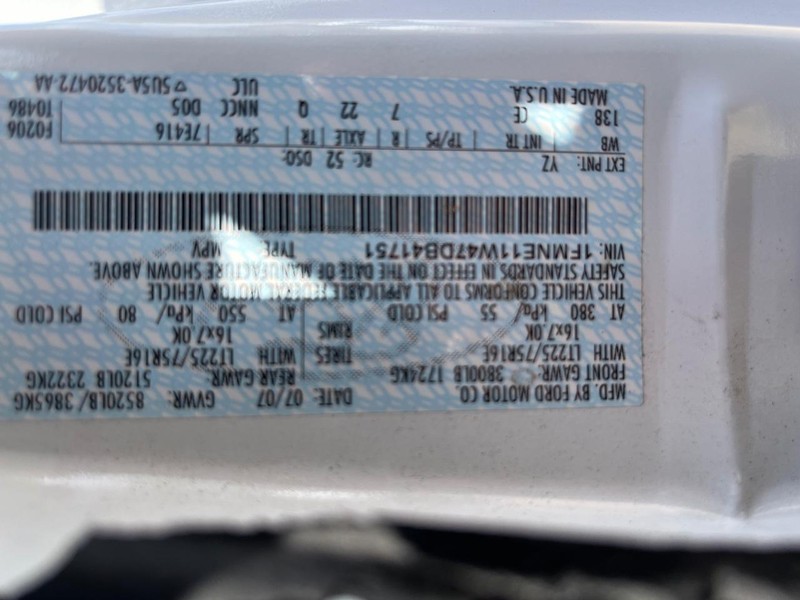 MFD. BY FORD MOTOR CO.
DATE: 07/07 GVWR: 8520LB/3865KG
FRONT GAWR: 3800LB 1724KG REAR GAWR: 5120LB 2322KG
WITH LT225/75R16E TIRES WITH LT225/75R16E
16x7.0K RIMS 16x7.0K
AT 380 kPa/ 55 PSI COLD AT 550 kPa/ 80 PSI COLD
THIS VEHICLE CONFORMS TO ALL APPLICABLE FEDERAL MOTOR VEHICLE
SAFETY STANDARDS IN EFFECT ON THE DATE OF MANUFACTURE SHOWN ABOVE.
VIN: 1FMNE11W47DB41751 TYPE MPV
EXT PNT: YZ RC: 52 DSO: F0206
WB INT TR TP/PS R AXLE TR SPR 7E416 T0486
138 CE 7 22 Q NNCC D05
MADE IN U.S.A. ULC ▽ 5U5A-3520472-AA